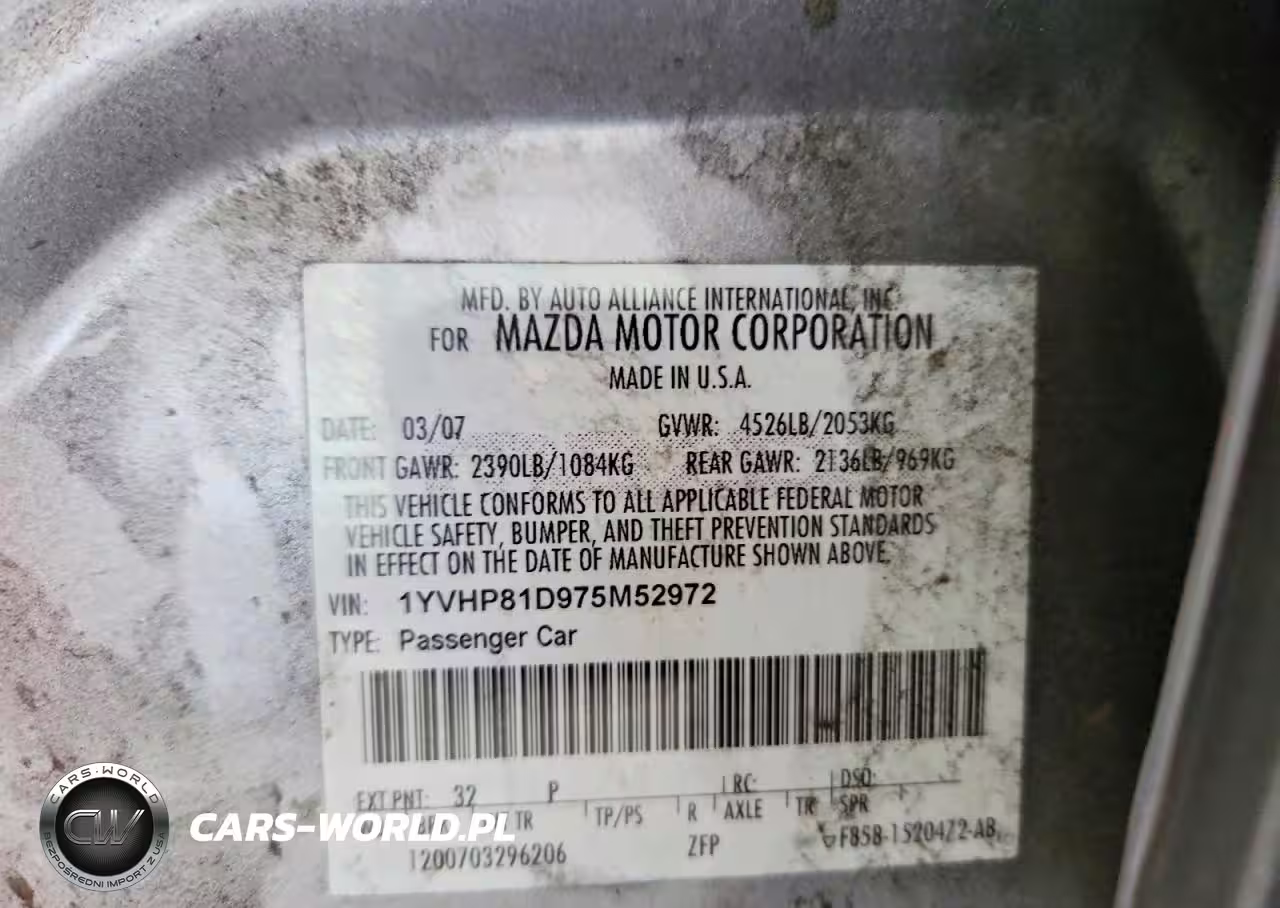 MFD. BY AUTO ALLIANCE INTERNATIONAL, INC.
FOR MAZDA MOTOR CORPORATION
MADE IN U.S.A.
DATE: 03/07 GVWR: 4526LB/2053KG
FRONT GAWR: 2390LB/1084KG REAR GAWR: 2136LB/969KG
THIS VEHICLE CONFORMS TO ALL APPLICABLE FEDERAL MOTOR
VEHICLE SAFETY, BUMPER, AND THEFT PREVENTION STANDARDS
IN EFFECT ON THE DATE OF MANUFACTURE SHOWN ABOVE.
VIN: 1YVHP81D975M52972
TYPE: Passenger Car
EXT PNT: 32 P RC: DSO:
TR TP/PS R AXLE TR SPR
1200703296206 ZFP F85B-1520472-AB
CARS-WORLD
CW
BEZPOŚREDNI IMPORT Z USA
CARS-WORLD.PL